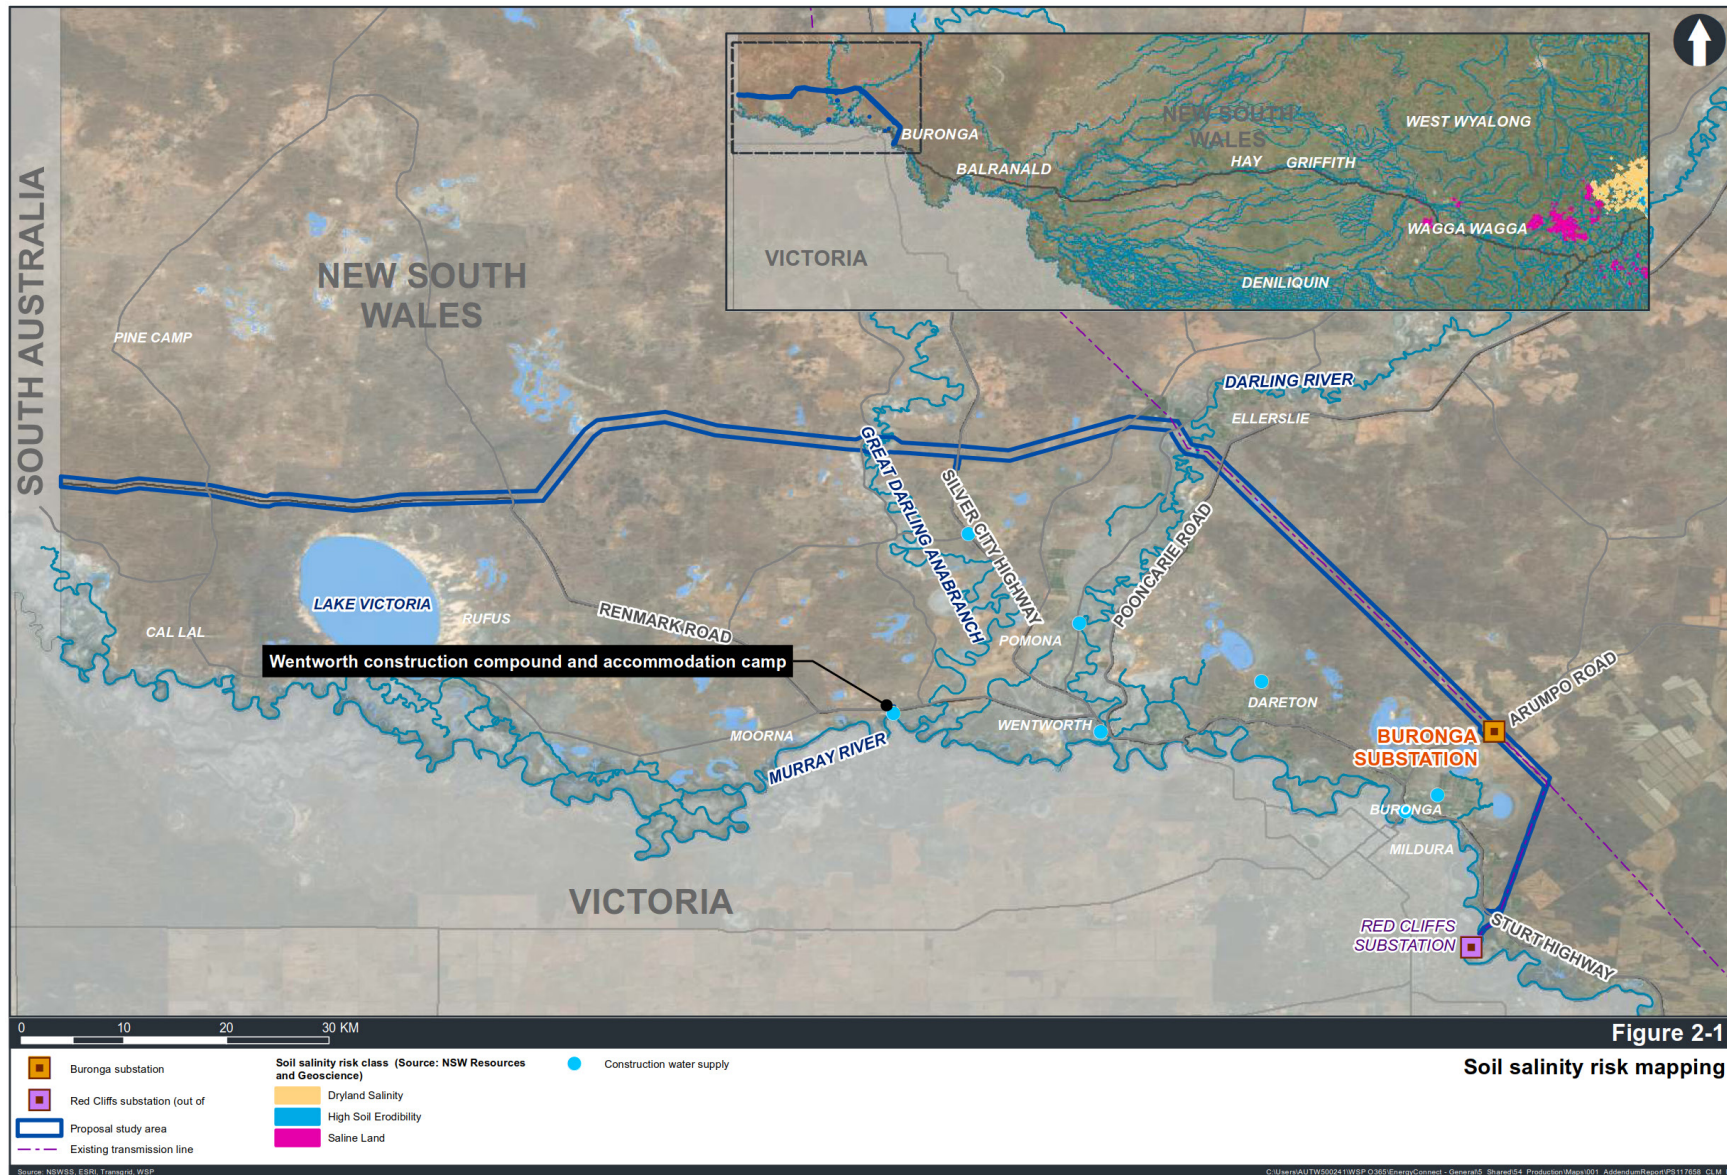 SOUTH AUSTRALIA
NEW SOUTH
WALES
PINE CAMP
NEW SOUTH
WALES
WEST WYALONG
BURONGA
BALRANALD
HAY
GRIFFITH
WAGGA WAGGA
VICTORIA
DENILIQUIN
DARLING RIVER
ELLERSLIE
GREAT DARLING ANABRANCH
SILVER CITY HIGHWAY
POONCARIE ROAD
LAKE VICTORIA
RUFUS
CAL LAL
RENMARK ROAD
POMONA
Wentworth construction compound and accommodation camp
DARETON
ARUMPO ROAD
MOORNA
MURRAY RIVER
WENTWORTH
BURONGA
SUBSTATION
BURONGA
MILDURA
VICTORIA
RED CLIFFS
SUBSTATION
STURT HIGHWAY
0 10 20 30 KM
Figure 2-1
Soil salinity risk mapping
Buronga substation
Red Cliffs substation (out of
Proposal study area
Existing transmission line
Soil salinity risk class (Source: NSW Resources
and Geoscience)
Dryland Salinity
High Soil Erodibility
Saline Land
Construction water supply
Source: NSWSS, ESRI, Transgrid, WSP